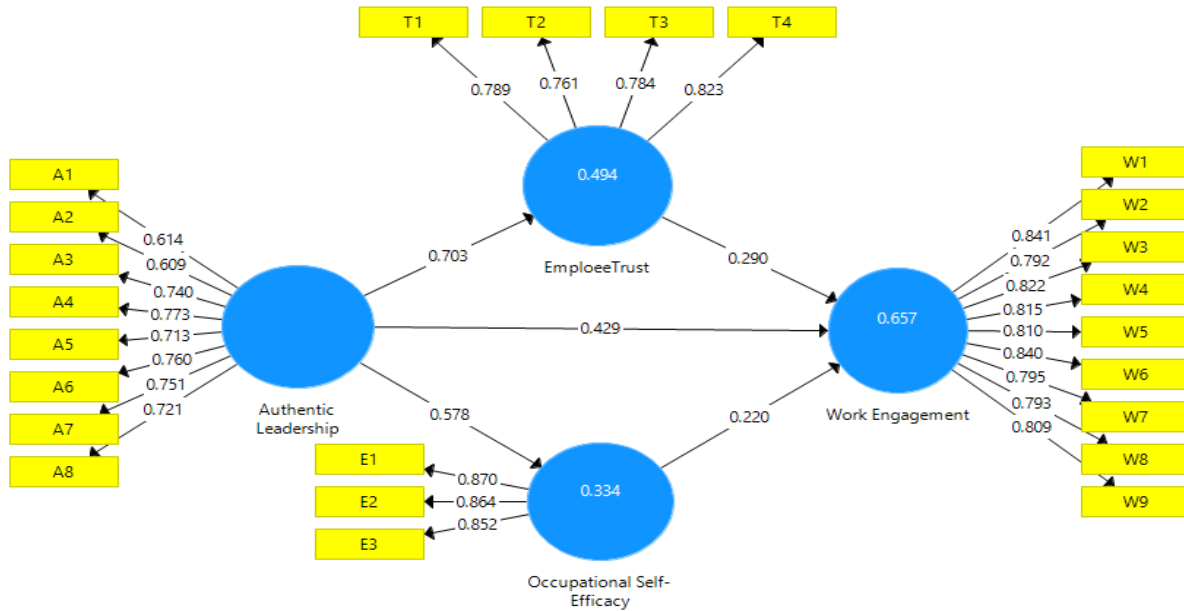 T1
T2
T3
T4
0.789
0.761
0.784
0.823
0.494
EmploeeTrust
A1
A2
A3
A4
A5
A6
A7
A8
0.614
0.609
0.740
0.773
0.713
0.760
0.751
0.721
Authentic
Leadership
0.703
0.429
0.578
0.290
0.220
E1
E2
E3
0.870
0.864
0.852
0.334
Occupational Self-
Efficacy
0.657
Work Engagement
0.841
0.792
0.822
0.815
0.810
0.840
0.795
0.793
0.809
W1
W2
W3
W4
W5
W6
W7
W8
W9